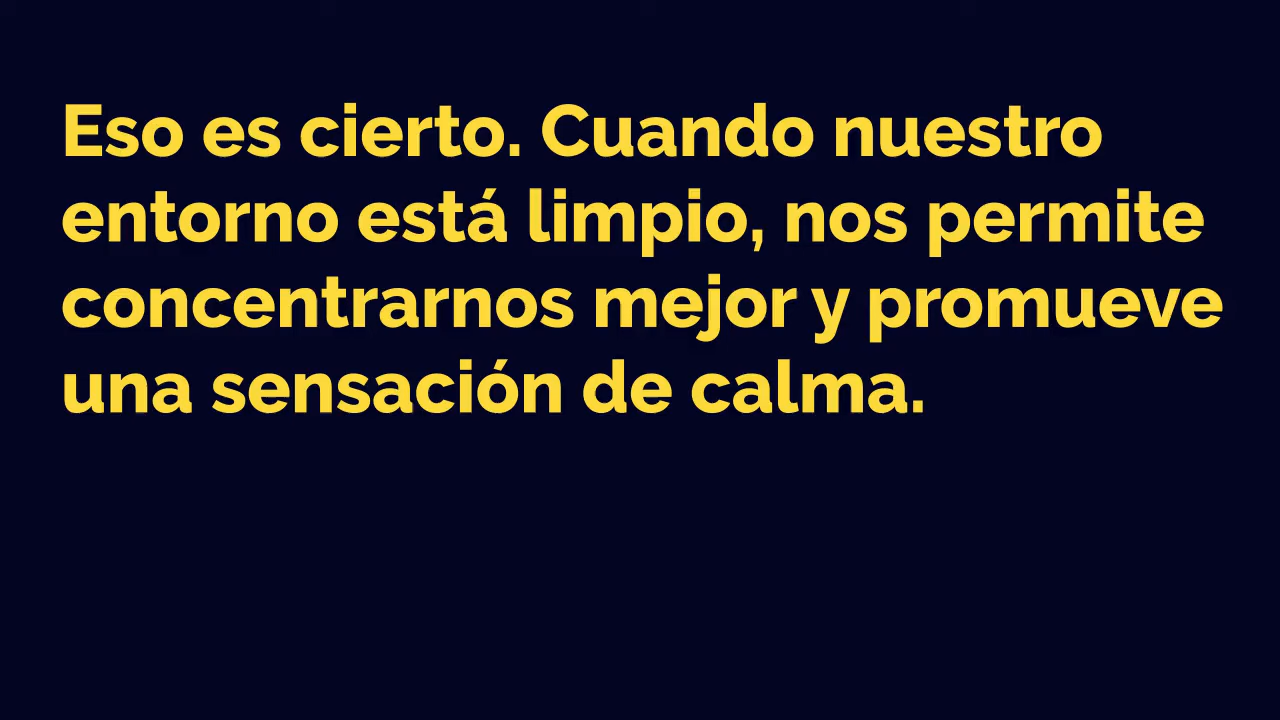 Eso es cierto. Cuando nuestro
entorno está limpio, nos permite
concentrarnos mejor y promueve
una sensación de calma.